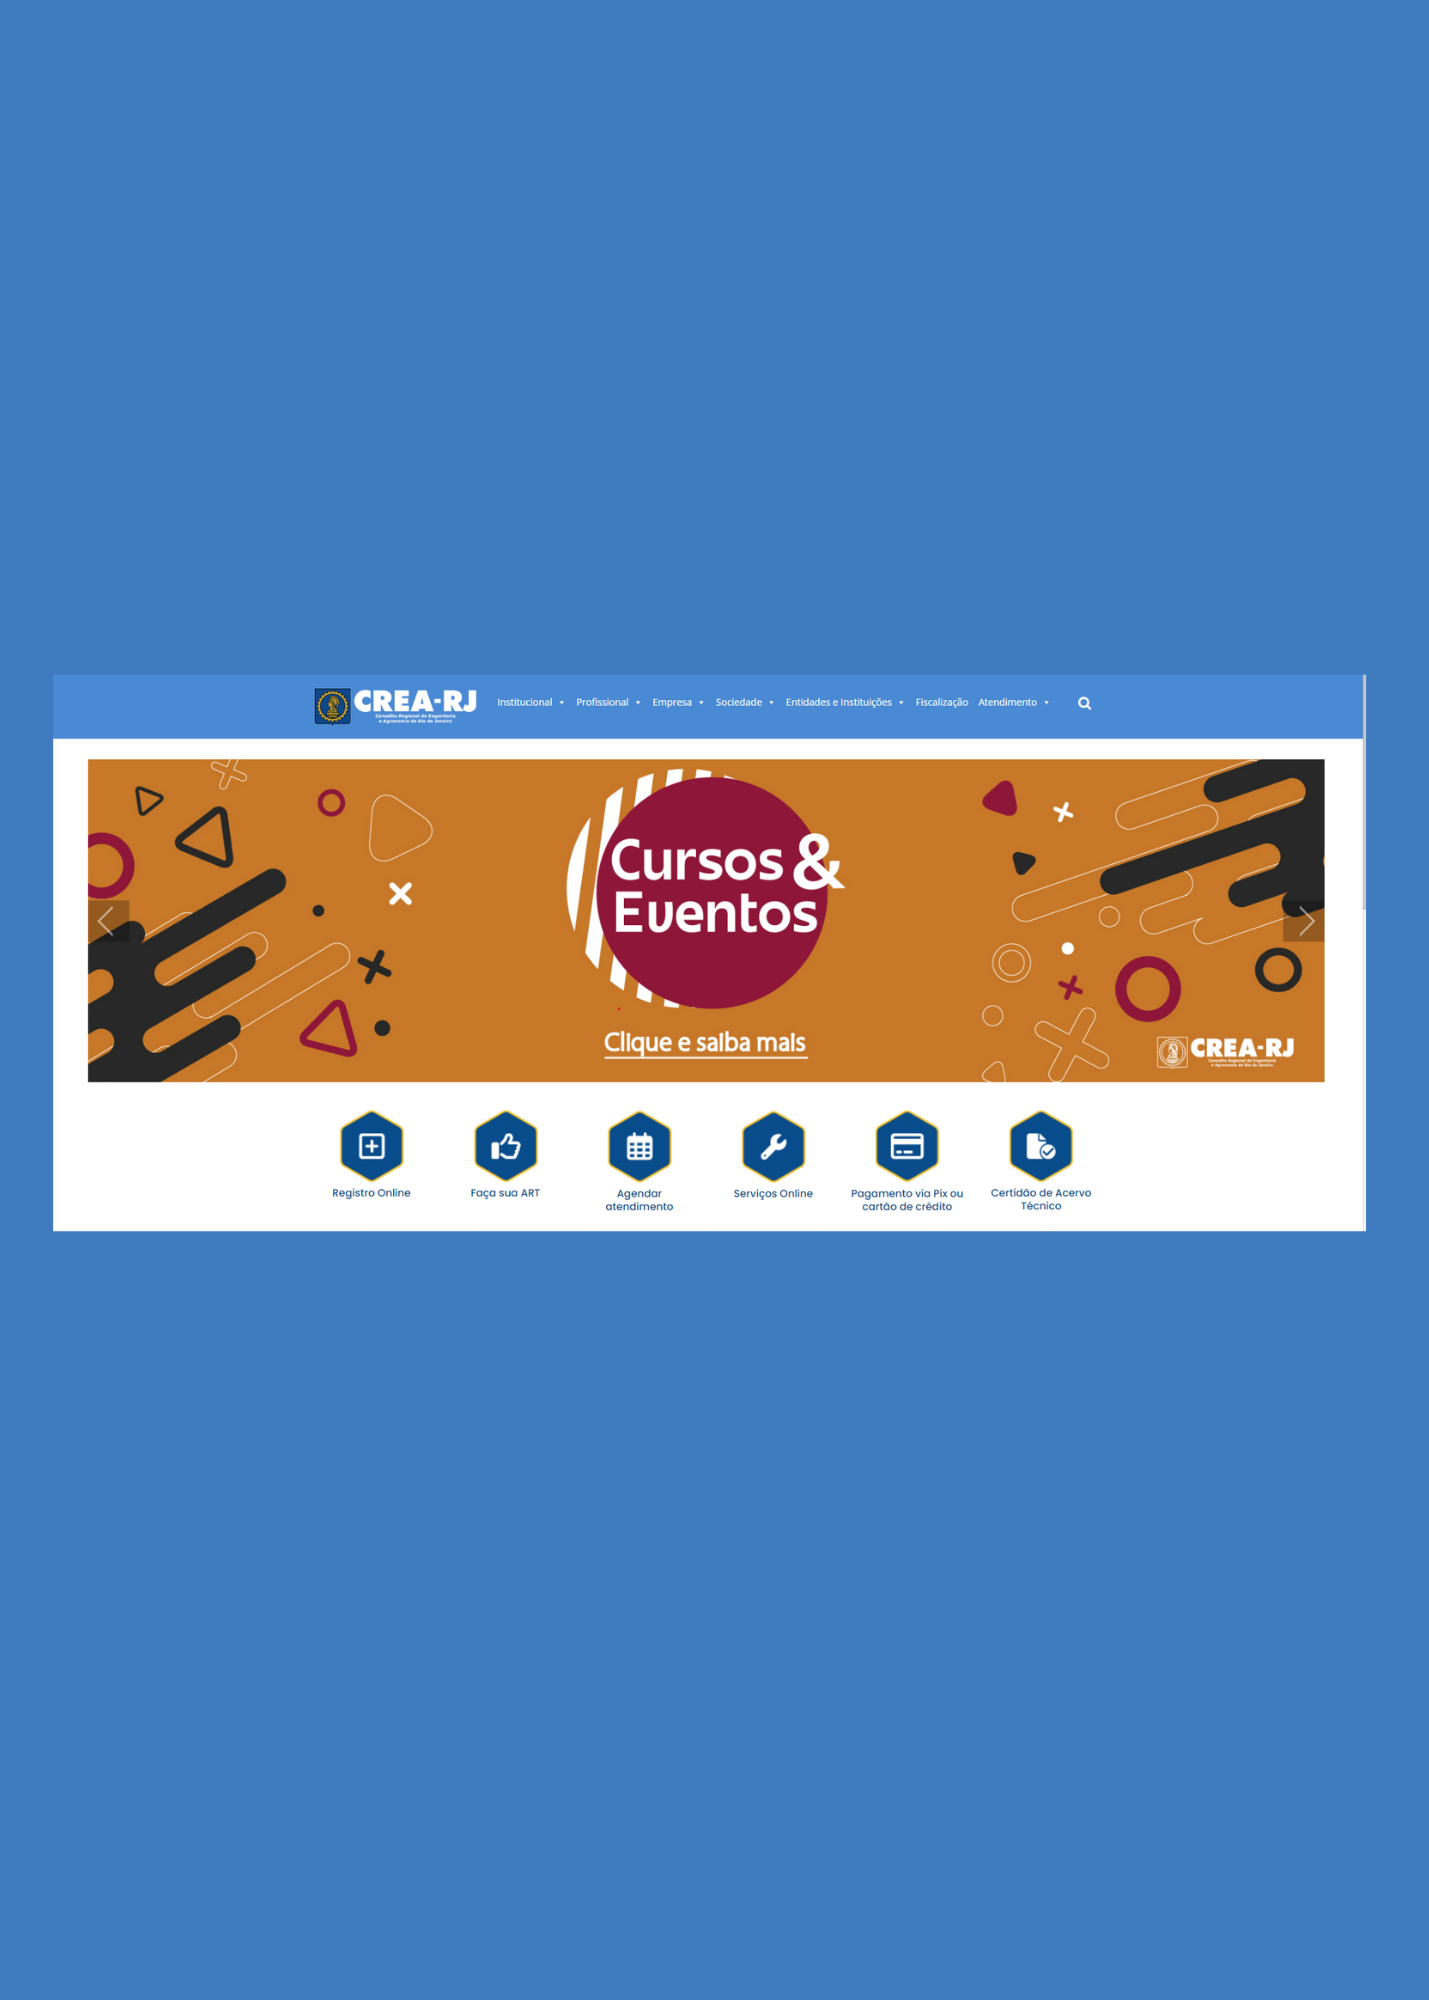 CREA-RJ
Conselho Regional de Engenharia
e Agronomia do Rio de Janeiro
Institucional
Profissional
Empresa
Sociedade
Entidades e Instituições
Fiscalização
Atendimento
Cursos &
Eventos
Clique e saiba mais
CREA-RJ
Conselho Regional de Engenharia
e Agronomia do Rio de Janeiro
Registro Online
Faça sua ART
Agendar
atendimento
Serviços Online
Pagamento via Pix ou
cartão de crédito
Certidão de Acervo
Técnico